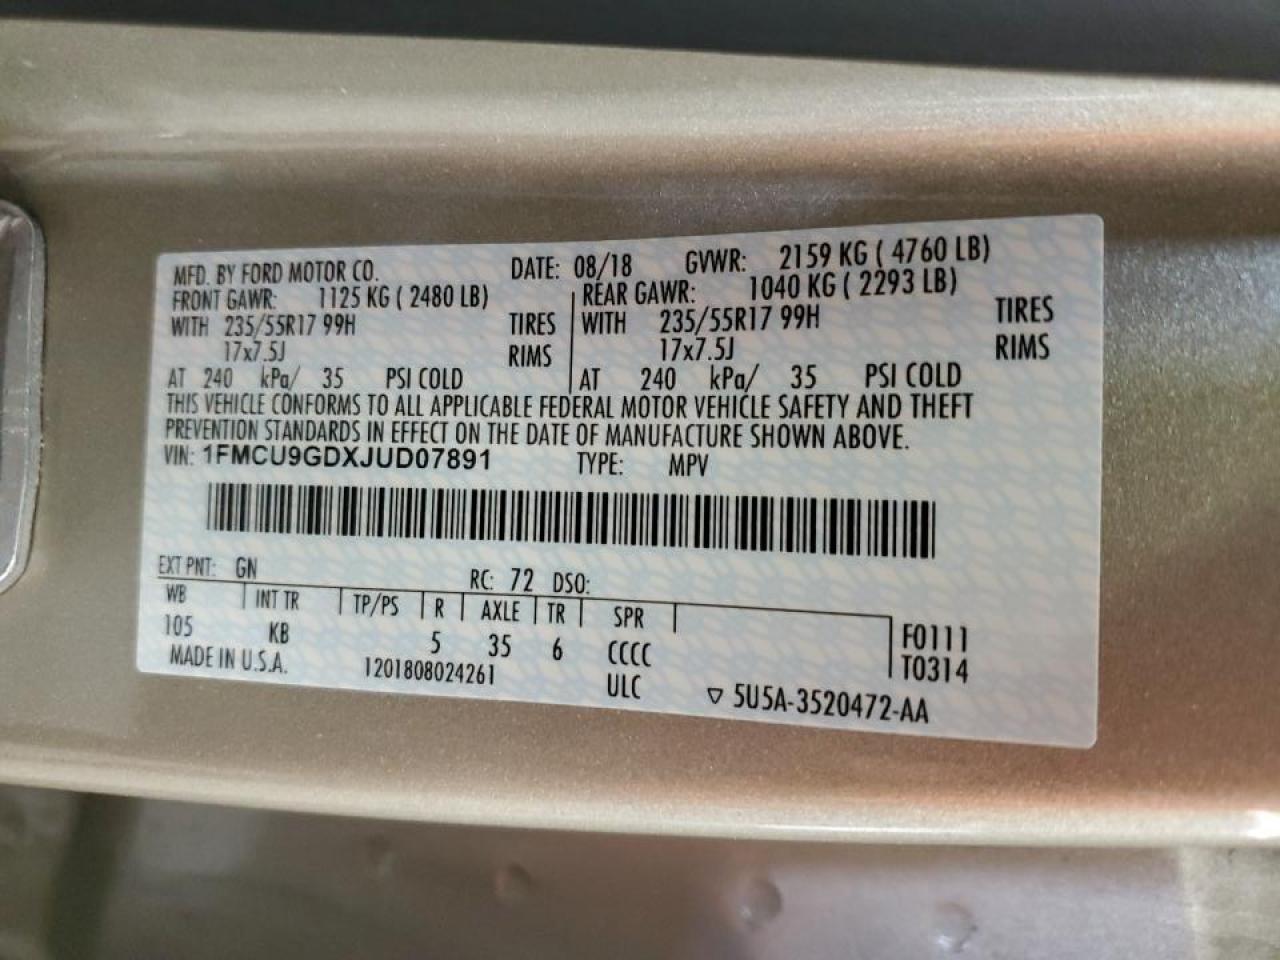 MFD. BY FORD MOTOR CO. DATE: 08/18 GVWR: 2159 KG ( 4760 LB)
FRONT GAWR: 1125 KG ( 2480 LB) REAR GAWR: 1040 KG ( 2293 LB)
WITH 235/55R17 99H TIRES WITH 235/55R17 99H TIRES
17x7.5J RIMS 17x7.5J RIMS
AT 240 kPa/ 35 PSI COLD AT 240 kPa/ 35 PSI COLD
THIS VEHICLE CONFORMS TO ALL APPLICABLE FEDERAL MOTOR VEHICLE SAFETY AND THEFT
PREVENTION STANDARDS IN EFFECT ON THE DATE OF MANUFACTURE SHOWN ABOVE.
VIN: 1FMCU9GDXJUD07891 TYPE: MPV
EXT PNT: GN RC: 72 DSO:
WB INT TR TP/PS R AXLE TR SPR
105 KB 5 35 6 CCCC F0111
MADE IN U.S.A. 1201808024261 ULC T0314
▽ 5U5A-3520472-AA